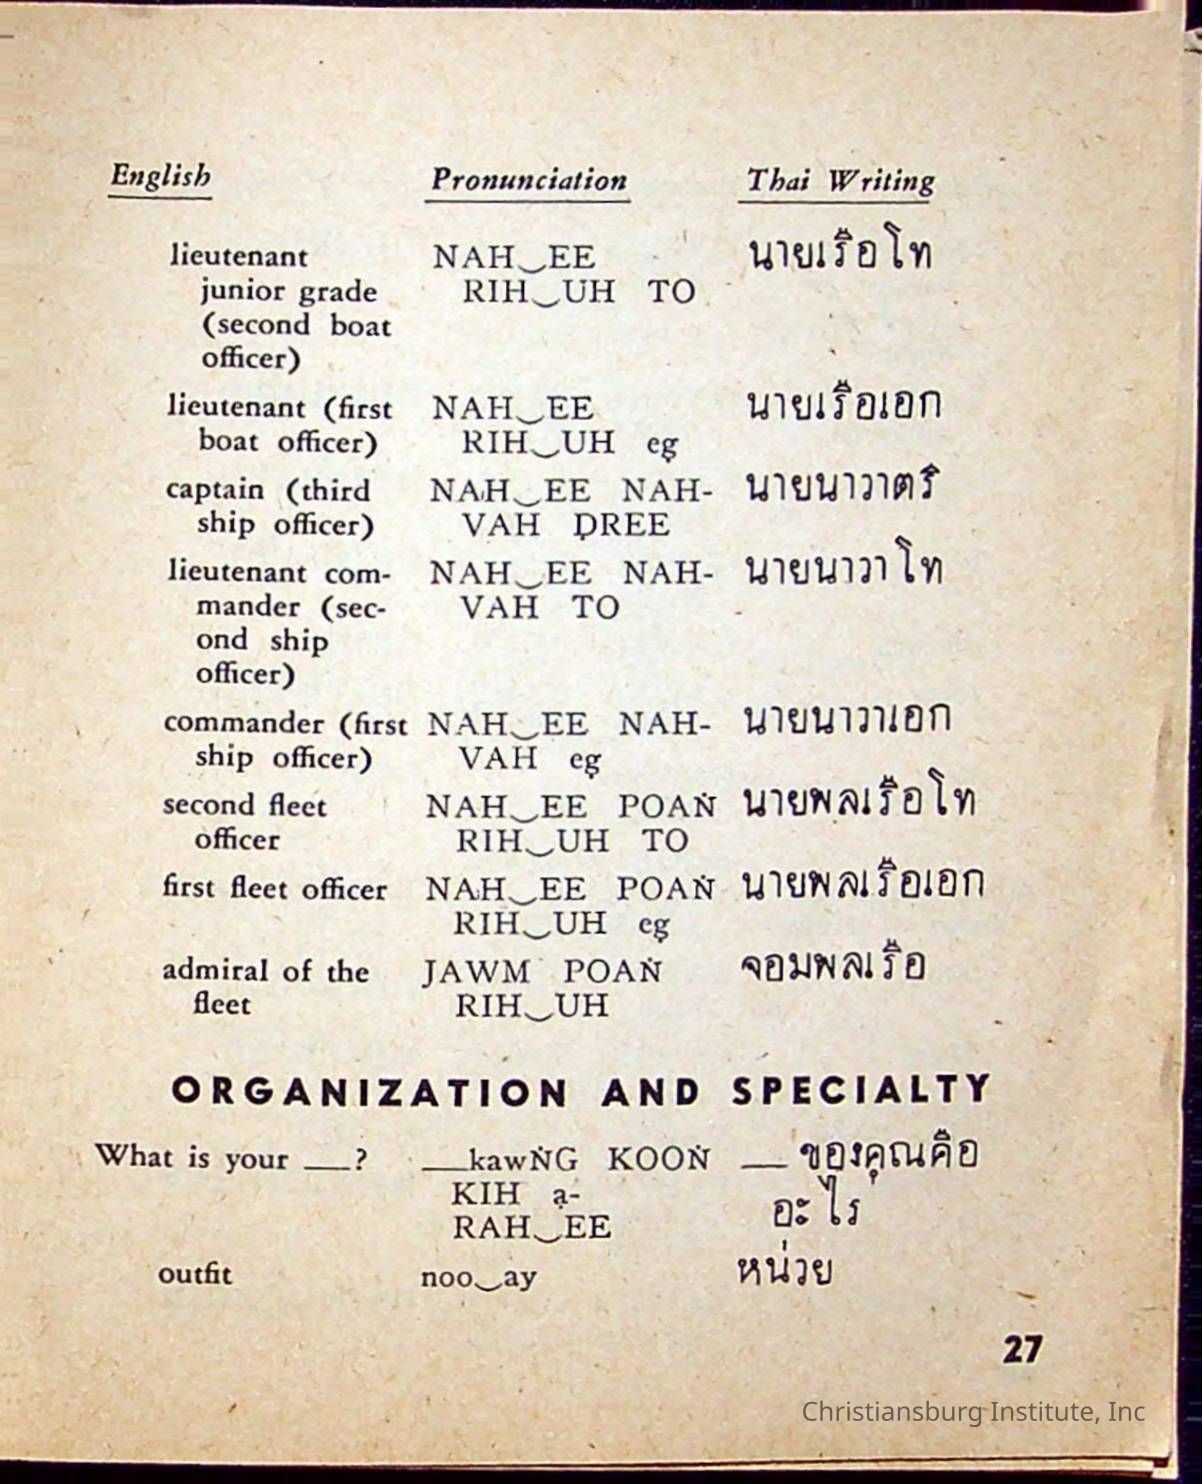 English Pronunciation Thai Writing
lieutenant NAH‿EE นายเรือโท
junior grade RIH‿UH TO
(second boat
officer)
lieutenant (first NAH‿EE นายเรือเอก
boat officer) RIH‿UH eg̣
captain (third NAH‿EE NAH- นายนาวาตรี
ship officer) VAH ḌREE
lieutenant com- NAH‿EE NAH- นายนาวาโท
mander (sec- VAH TO
ond ship
officer)
commander (first NAH‿EE NAH- นายนาวาเอก
ship officer) VAH eg̣
second fleet NAH‿EE POAṄ นายพลเรือโท
officer RIH‿UH TO
first fleet officer NAH‿EE POAṄ นายพลเรือเอก
RIH‿UH eg̣
admiral of the JAWM POAṄ จอมพลเรือ
fleet RIH‿UH
ORGANIZATION AND SPECIALTY
What is your ___? ___kawṄG KOOṄ ___ ของคุณคือ
KIH ạ- อะไร
RAH‿EE
outfit noo‿ay หน่วย
27
Christiansburg Institute, Inc